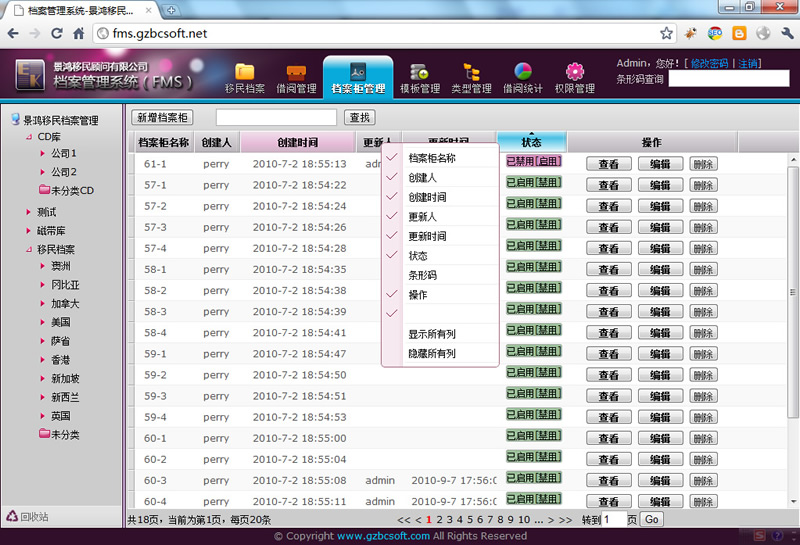 档案管理系统-景鸿移民...
fms.gzbcsoft.net
景鸿移民顾问有限公司
档案管理系统(FMS)
移民档案 借阅管理 档案柜管理 模板管理 类型管理 借阅统计 权限管理
Admin，您好! [ 修改密码 | 注销]
条形码查询
景鸿移民档案管理
CD库
公司1
公司2
未分类CD
测试
磁带库
移民档案
澳洲
冈比亚
加拿大
美国
萨省
香港
新加坡
新西兰
英国
未分类
回收站
新增档案柜 查找
档案柜名称 创建人 创建时间 更新人 更新时间 状态 操作
61-1 perry 2010-7-2 18:55:13 已禁用[启用] 查看 编辑 删除
57-1 perry 2010-7-2 18:54:22 已启用[禁用] 查看 编辑 删除
57-2 perry 2010-7-2 18:54:24 已启用[禁用] 查看 编辑 删除
57-3 perry 2010-7-2 18:54:26 已启用[禁用] 查看 编辑 删除
57-4 perry 2010-7-2 18:54:28 已启用[禁用] 查看 编辑 删除
58-1 perry 2010-7-2 18:54:35 已启用[禁用] 查看 编辑 删除
58-2 perry 2010-7-2 18:54:38 已启用[禁用] 查看 编辑 删除
58-3 perry 2010-7-2 18:54:39 已启用[禁用] 查看 编辑 删除
58-4 perry 2010-7-2 18:54:41 已启用[禁用] 查看 编辑 删除
59-1 perry 2010-7-2 18:54:47 已启用[禁用] 查看 编辑 删除
59-2 perry 2010-7-2 18:54:50 已启用[禁用] 查看 编辑 删除
59-3 perry 2010-7-2 18:54:51 已启用[禁用] 查看 编辑 删除
59-4 perry 2010-7-2 18:54:53 已启用[禁用] 查看 编辑 删除
60-1 perry 2010-7-2 18:55:00 已启用[禁用] 查看 编辑 删除
60-2 perry 2010-7-2 18:55:04 已启用[禁用] 查看 编辑 删除
60-3 perry 2010-7-2 18:55:08 admin 2010-9-7 17:56:0 已启用[禁用] 查看 编辑 删除
60-4 perry 2010-7-2 18:55:11 admin 2010-9-7 17:56:0 已启用[禁用] 查看 编辑 删除
档案柜名称
创建人
创建时间
更新人
更新时间
状态
条形码
操作
显示所有列
隐藏所有列
共18页，当前为第1页，每页20条 << < 1 2 3 4 5 6 7 8 9 10 ... > >> 转到 1 页 Go
© Copyright www.gzbcsoft.com All Rights Reserved